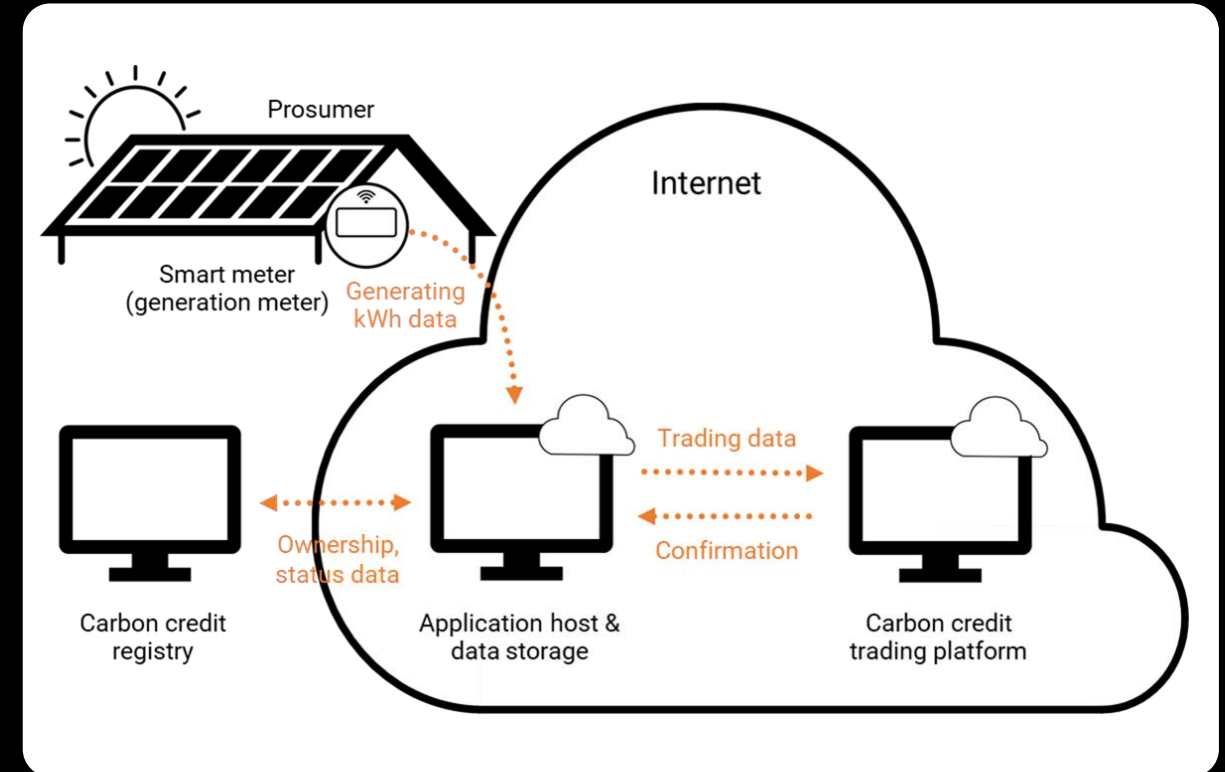 Prosumer
Internet
Smart meter
(generation meter)
Generating
kWh data
Trading data
Confirmation
Ownership,
status data
Carbon credit
registry
Application host &
data storage
Carbon credit
trading platform